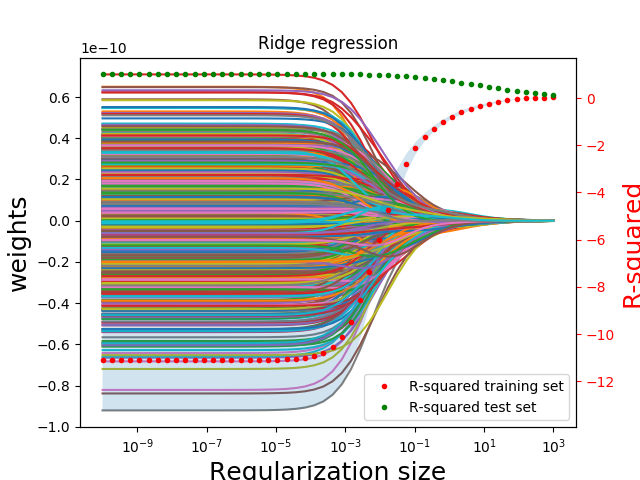 Ridge regression
1e−10
0.6
0.4
0.2
0.0
−0.2
−0.4
−0.6
−0.8
−1.0
weights
0
−2
−4
−6
−8
−10
−12
R-squared
R-squared training set
R-squared test set
10⁻⁹ 10⁻⁷ 10⁻⁵ 10⁻³ 10⁻¹ 10¹ 10³
Regularization size